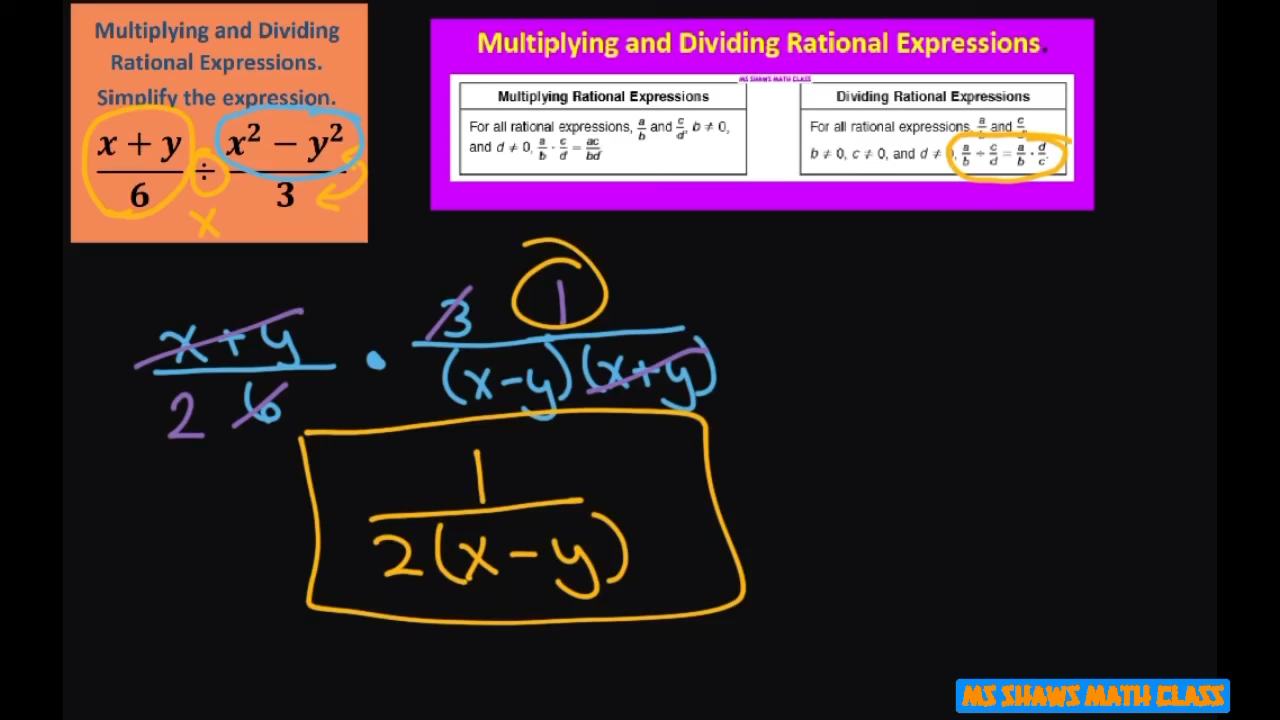 Multiplying and Dividing
Rational Expressions.
Simplify the expression.
x + y x² − y²
÷
6 3
x
Multiplying and Dividing Rational Expressions.
MS SHAWS MATH CLASS
Multiplying Rational Expressions
For all rational expressions, a/b and c/d, b ≠ 0,
and d ≠ 0, a/b · c/d = ac/bd
Dividing Rational Expressions
For all rational expressions, a/b and c/d,
b ≠ 0, c ≠ 0, and d ≠ 0, a/b ÷ c/d = a/b · d/c
3 1
x + y •
(x-y)(x+y)
2 6
1
2(x-y)
MS SHAWS MATH CLASS